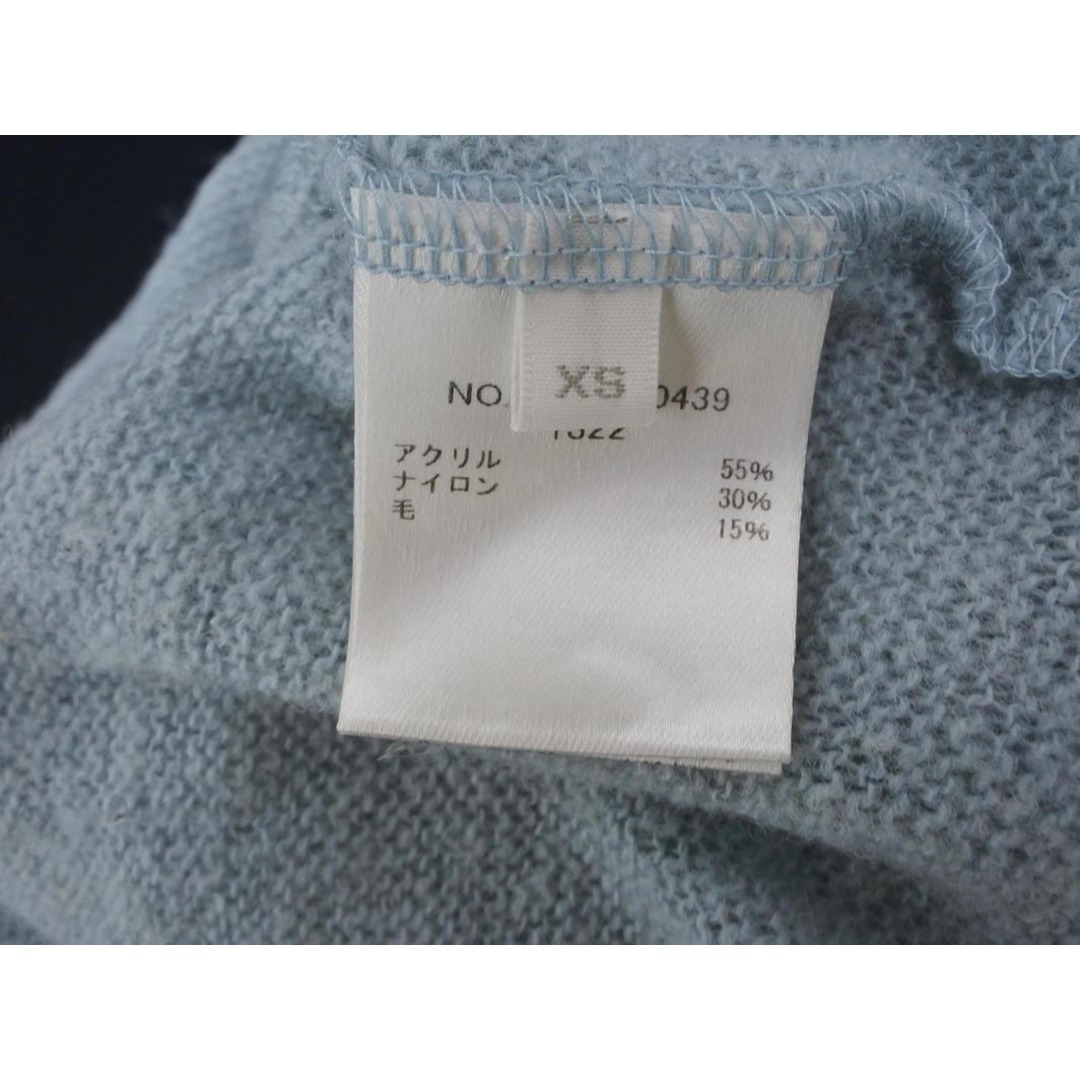 XS
NO. 0439
アクリル 55%
ナイロン 30%
毛 15%